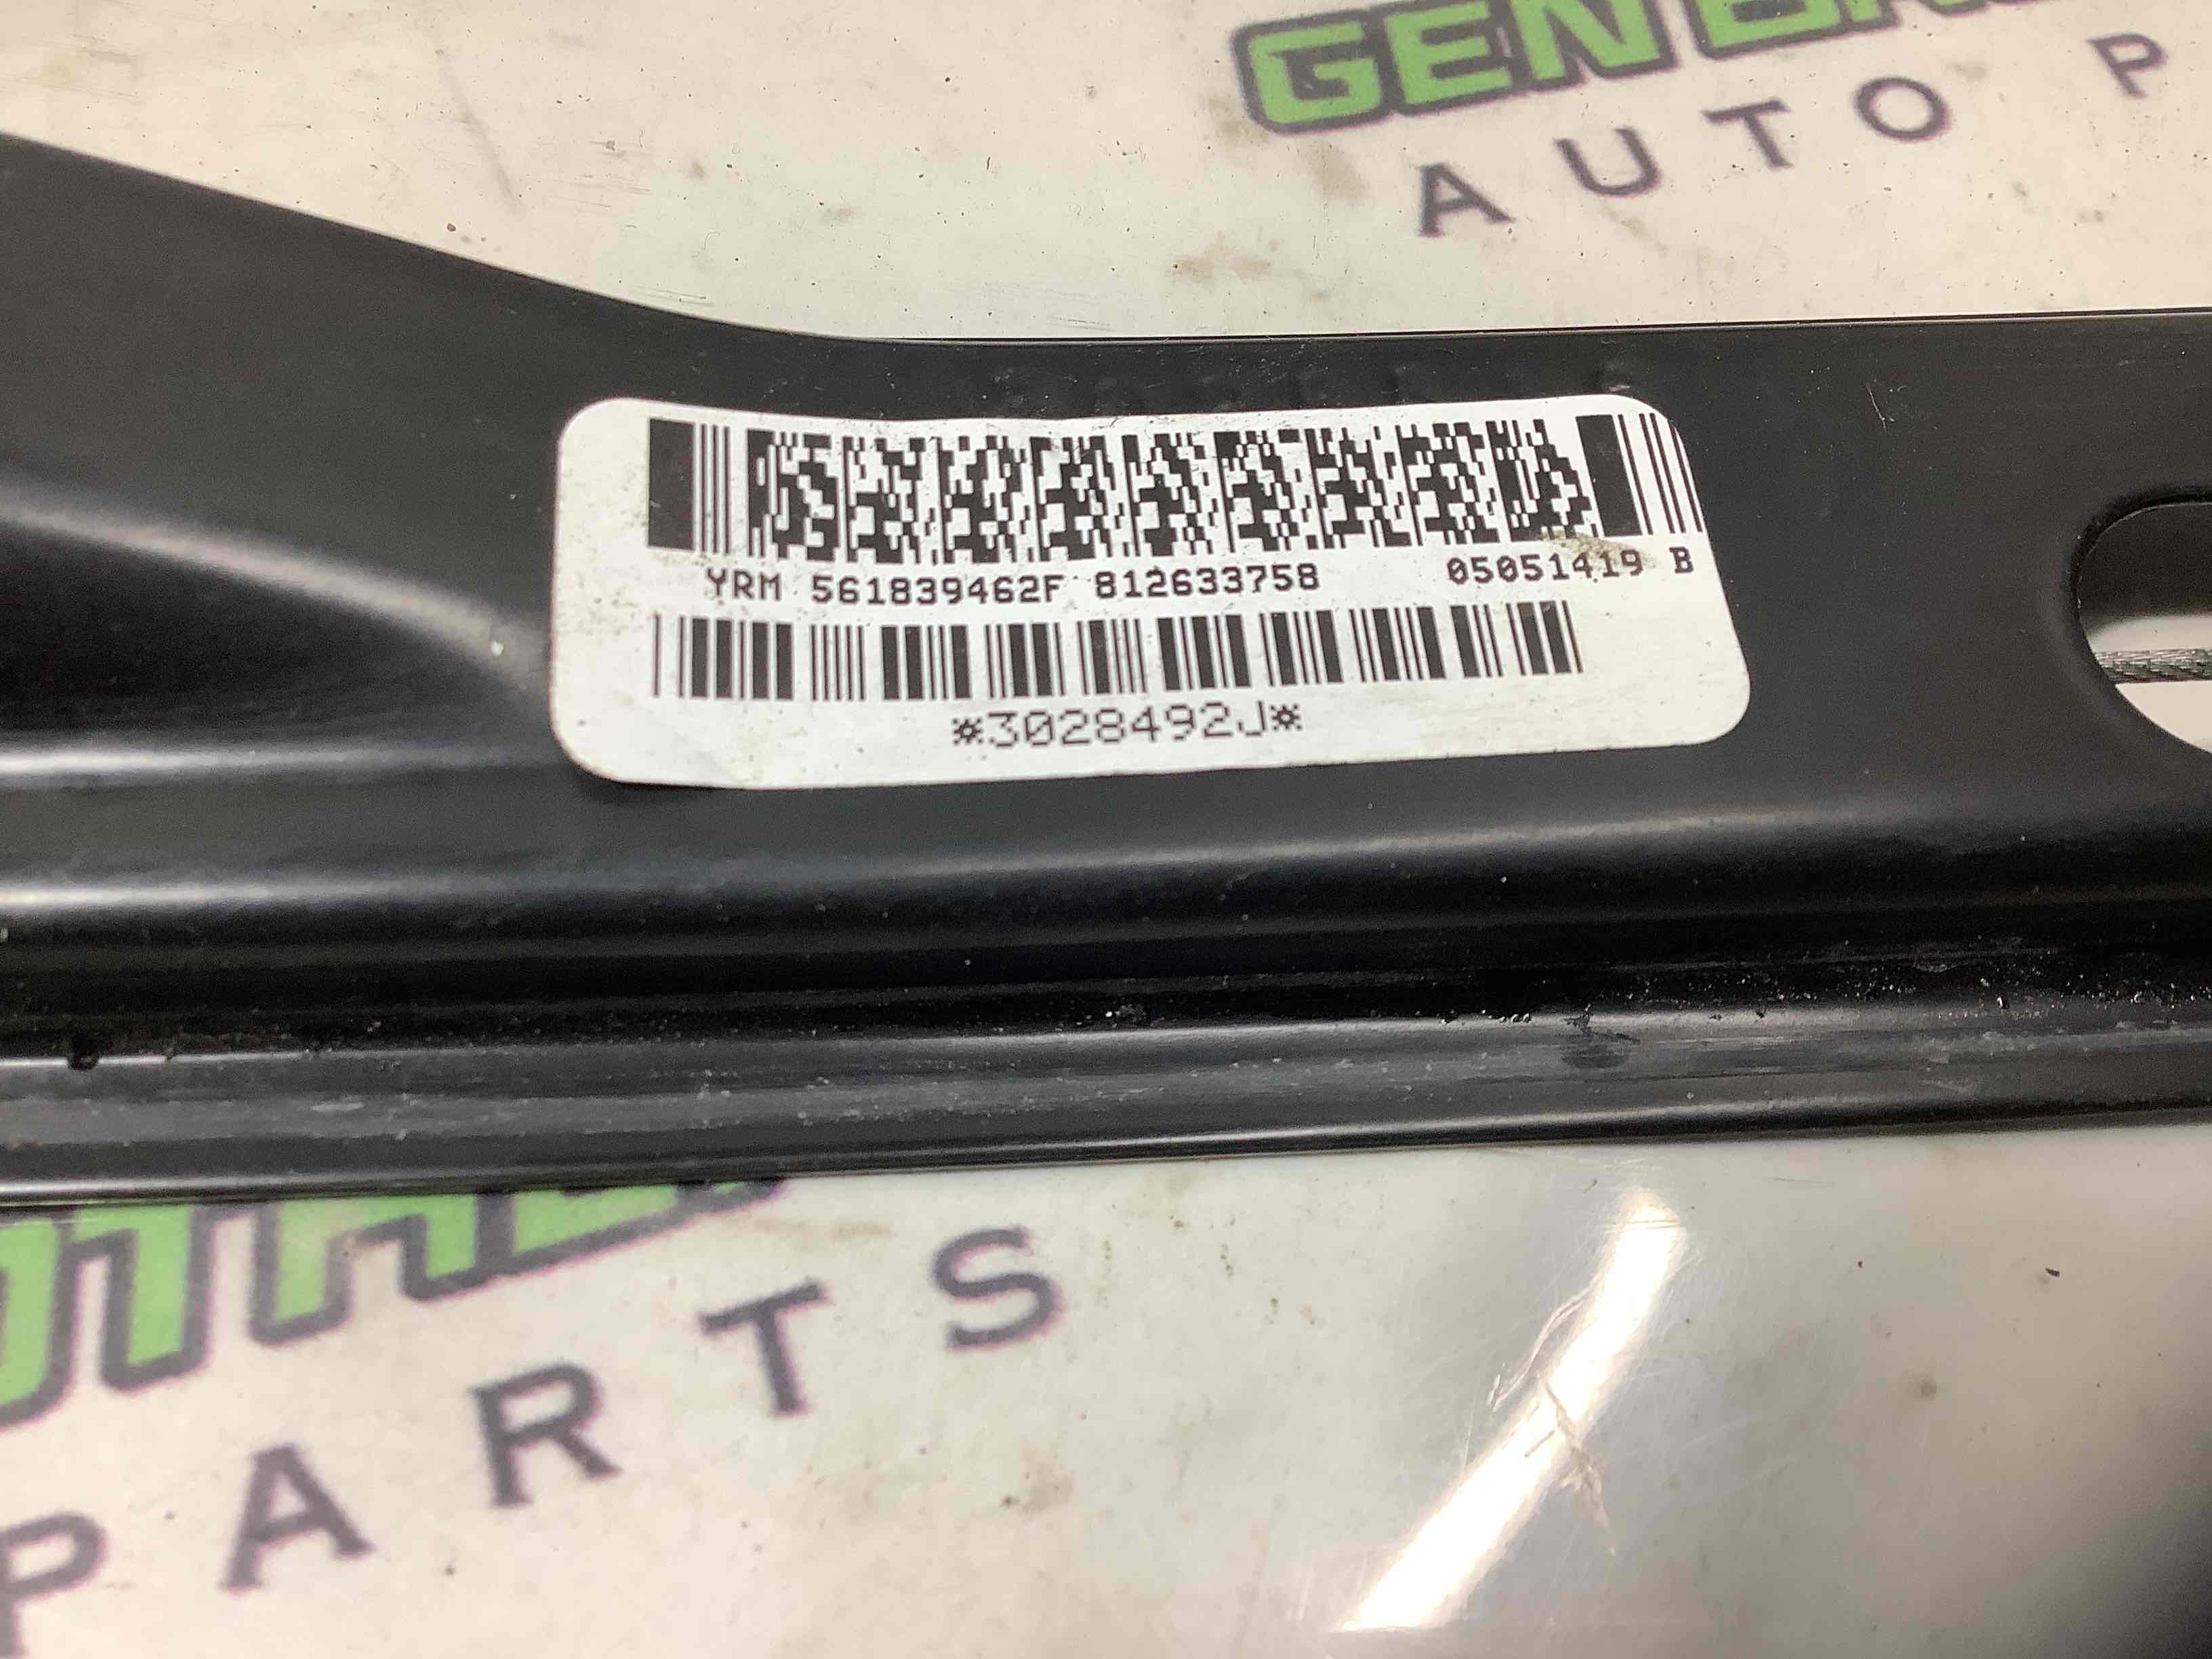 GEN
AUTO P
YRM 561839462F 812633758 05051419 B
*3028492J*
PARTS